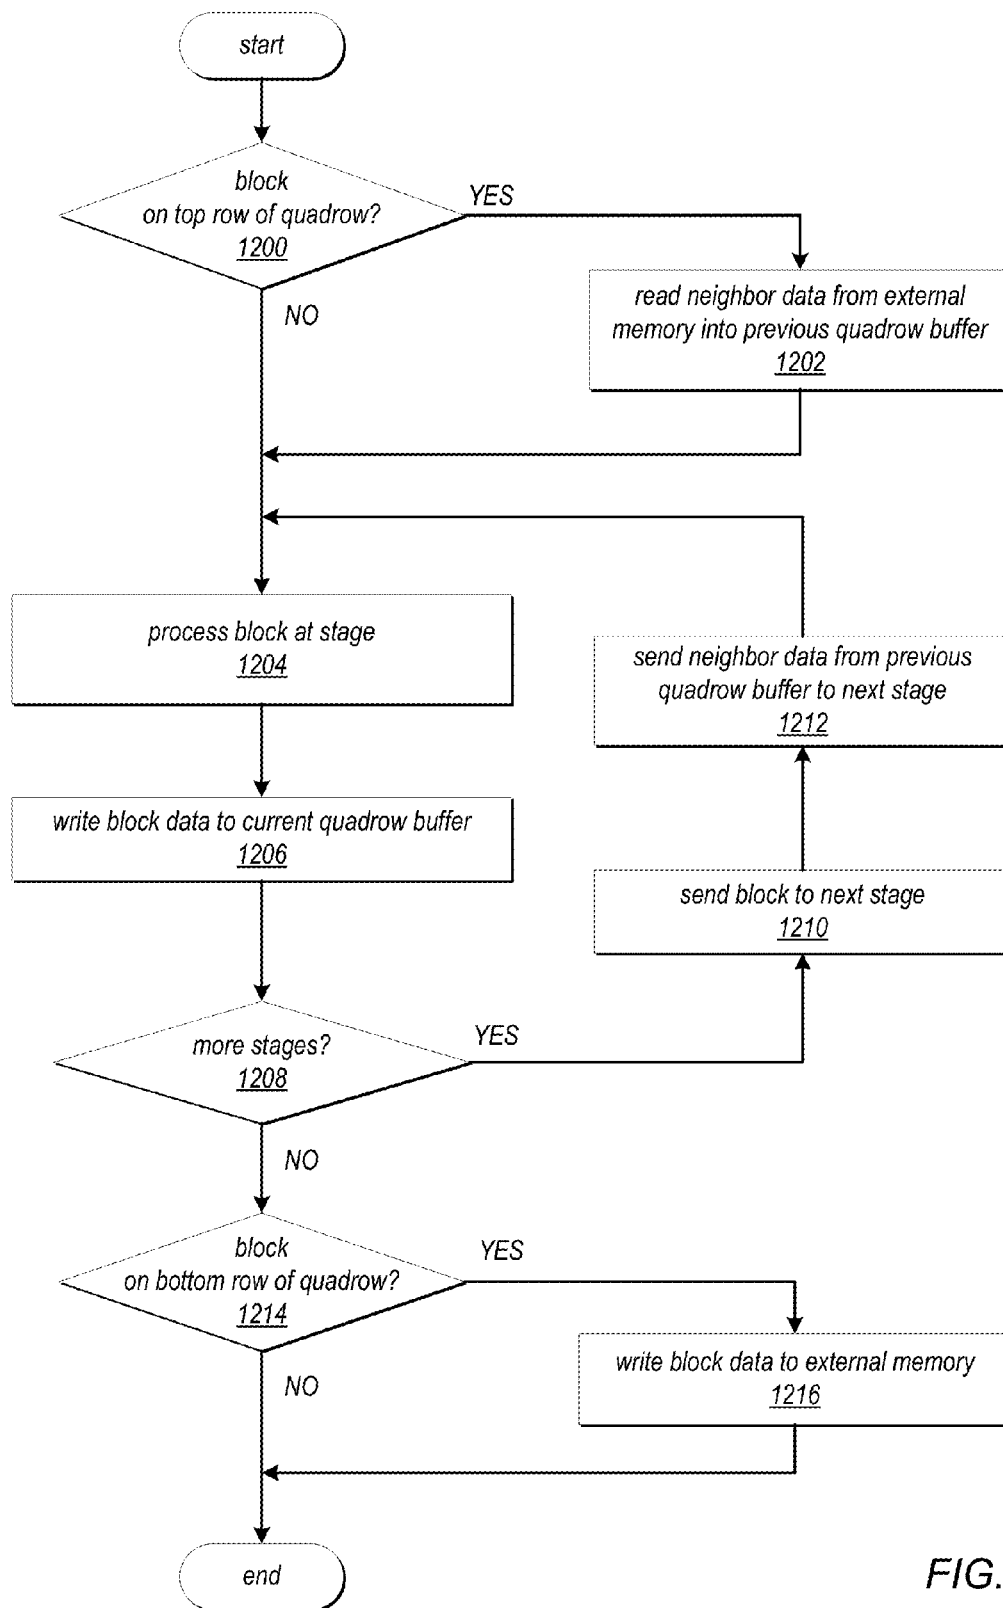 start
block
on top row of quadrow?
1200
YES
NO
read neighbor data from external
memory into previous quadrow buffer
1202
process block at stage
1204
send neighbor data from previous
quadrow buffer to next stage
1212
write block data to current quadrow buffer
1206
send block to next stage
1210
more stages?
1208
YES
NO
block
on bottom row of quadrow?
1214
YES
NO
write block data to external memory
1216
end
FIG.